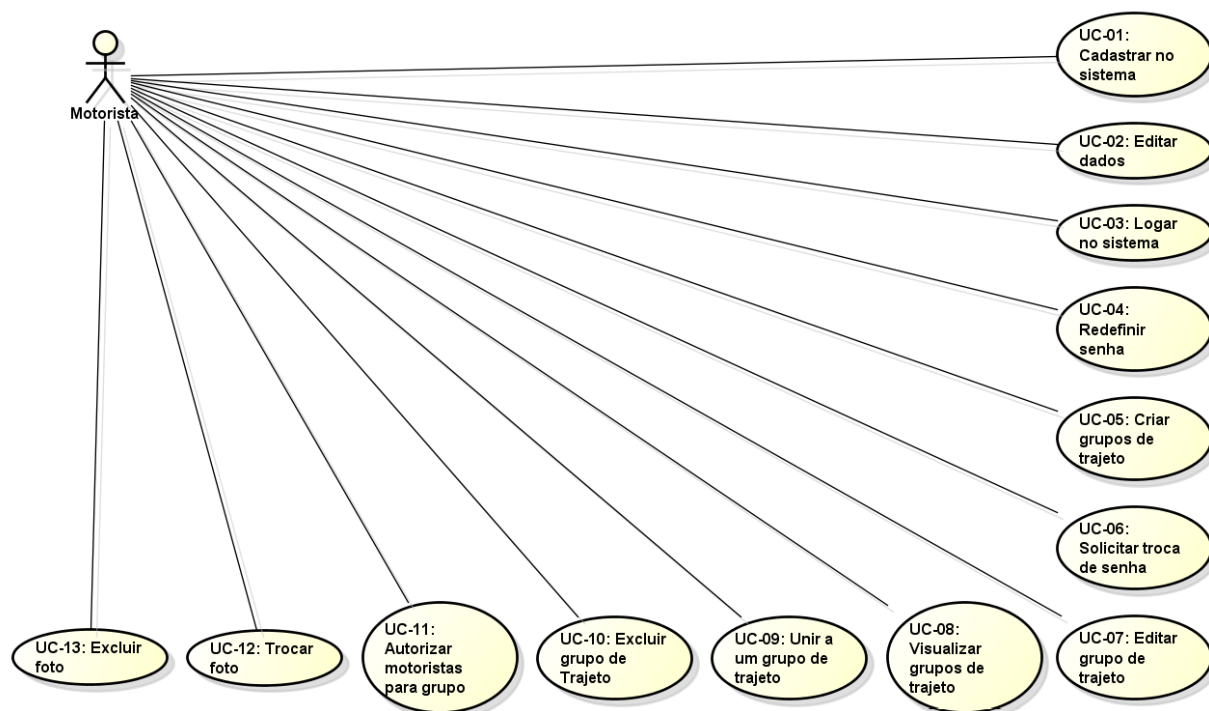 Motorista
UC-01:
Cadastrar no
sistema
UC-02: Editar
dados
UC-03: Logar
no sistema
UC-04:
Redefinir
senha
UC-05: Criar
grupos de
trajeto
UC-06:
Solicitar troca
de senha
UC-07: Editar
grupo de
trajeto
UC-08:
Visualizar
grupos de
trajeto
UC-09: Unir a
um grupo de
trajeto
UC-10: Excluir
grupo de
Trajeto
UC-11:
Autorizar
motoristas
para grupo
UC-12: Trocar
foto
UC-13: Excluir
foto